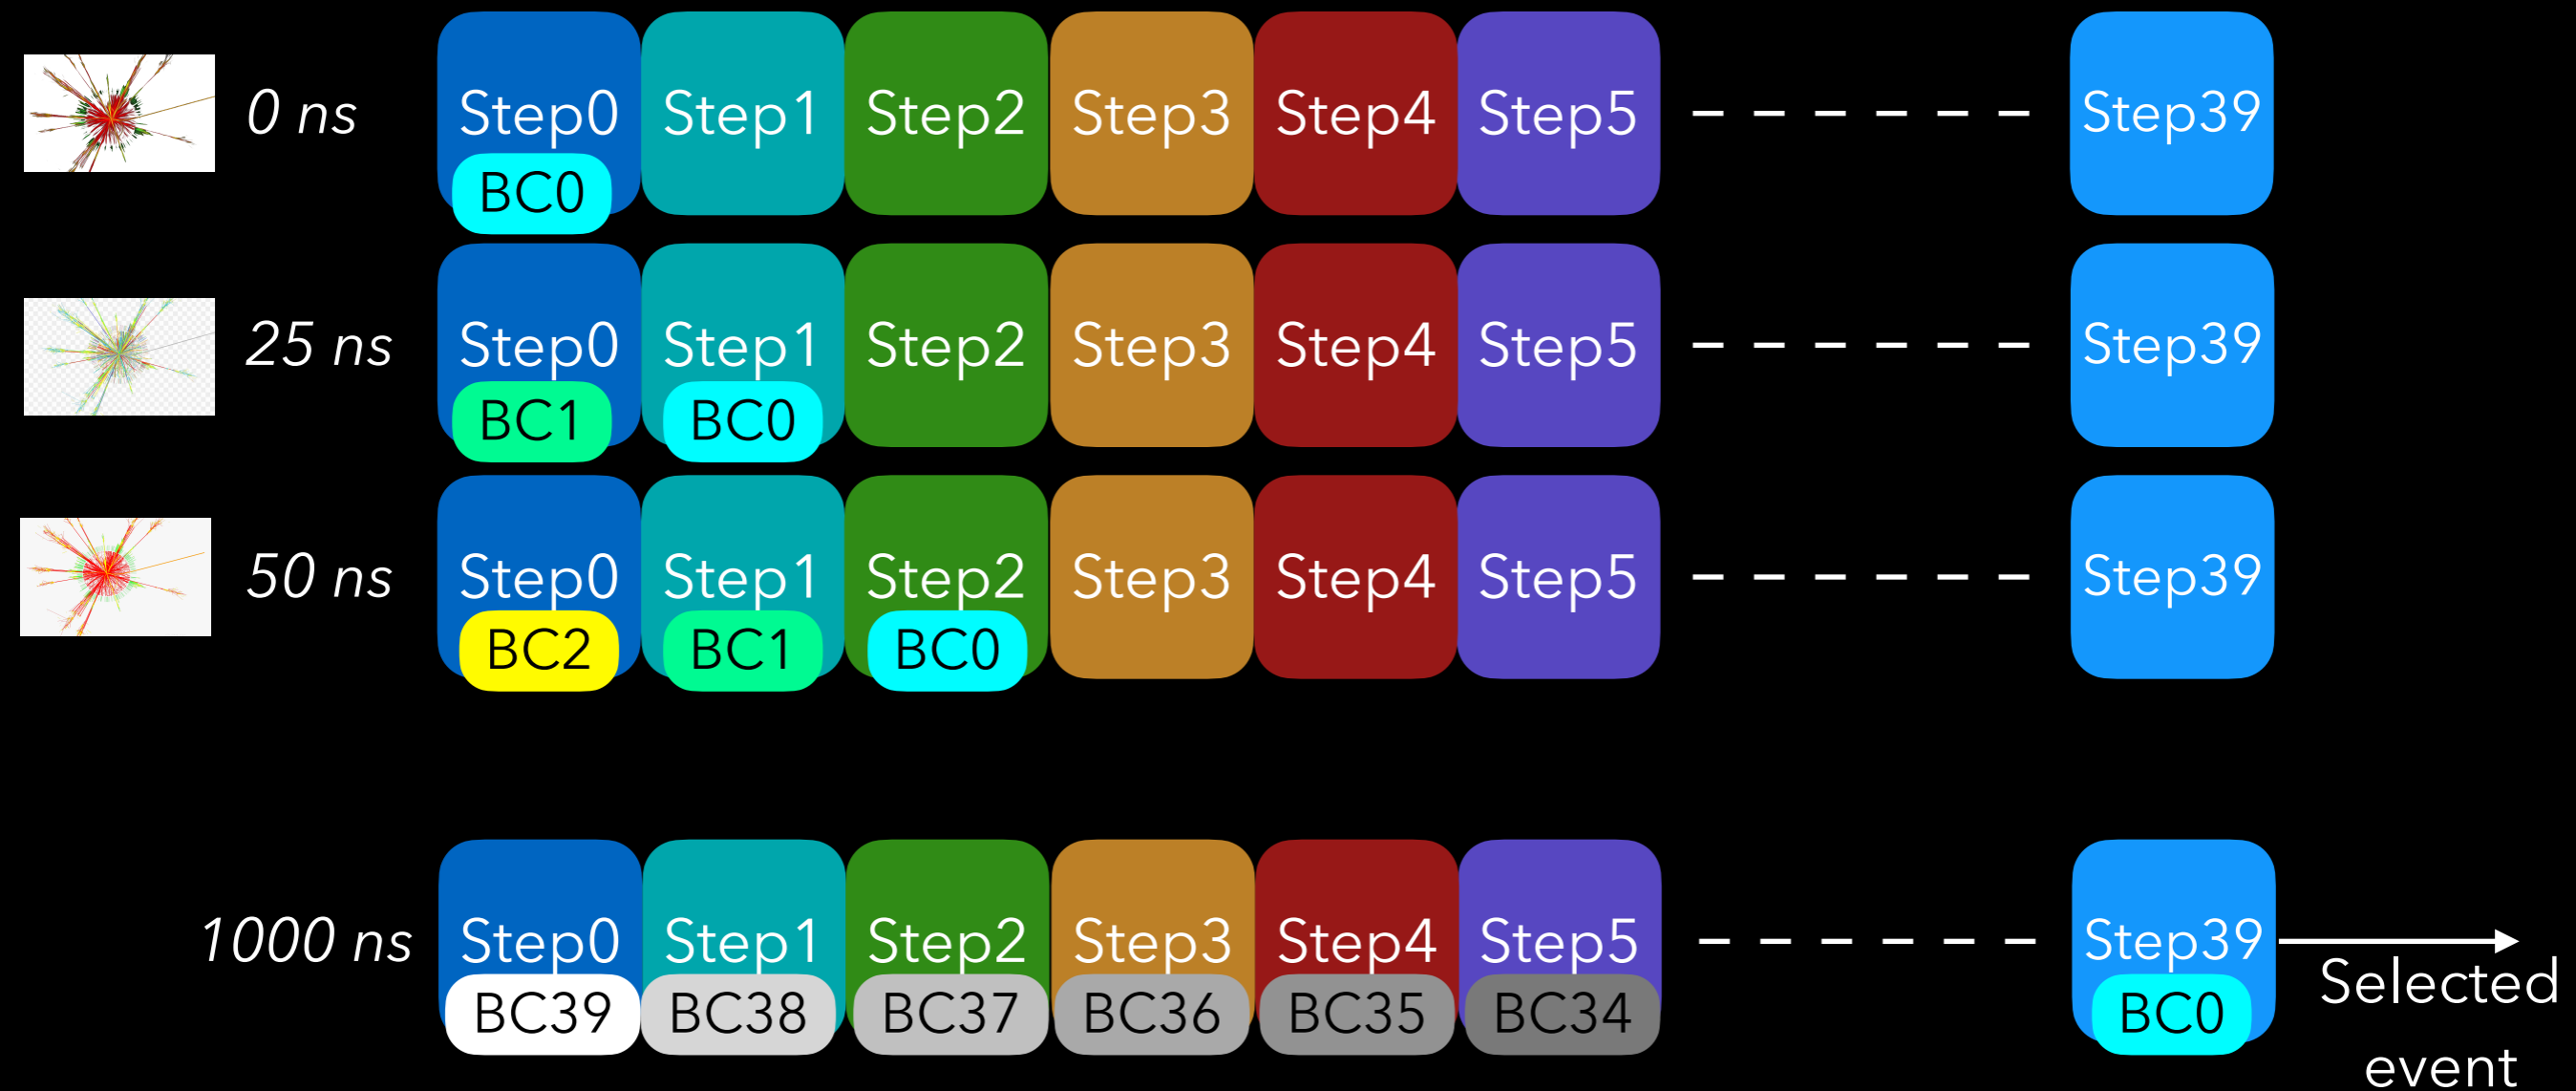 0 ns Step0 Step1 Step2 Step3 Step4 Step5 Step39
BC0
25 ns Step0 Step1 Step2 Step3 Step4 Step5 Step39
BC1 BC0
50 ns Step0 Step1 Step2 Step3 Step4 Step5 Step39
BC2 BC1 BC0
1000 ns Step0 Step1 Step2 Step3 Step4 Step5 Step39
BC39 BC38 BC37 BC36 BC35 BC34 BC0
Selected
event